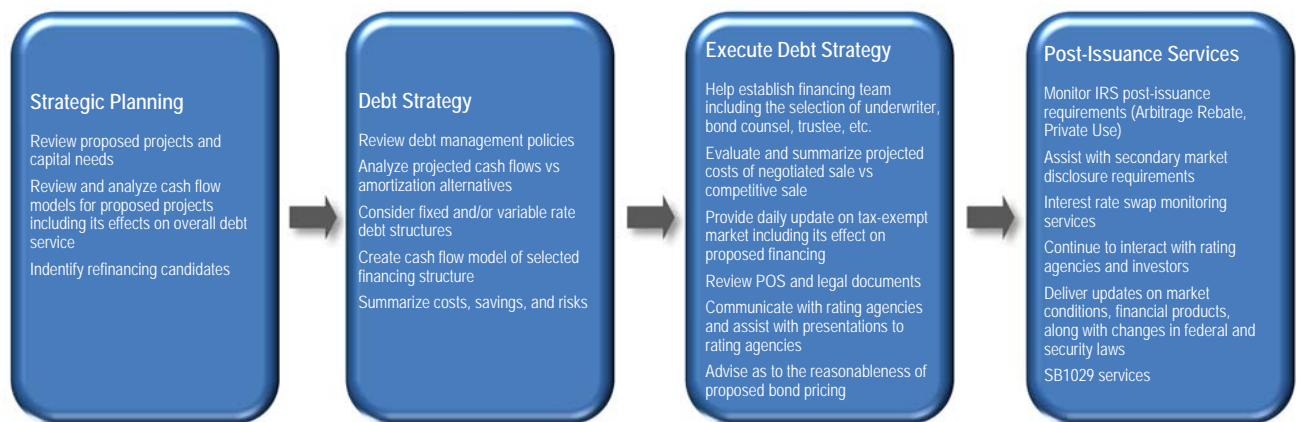 Strategic Planning
Review proposed projects and
capital needs
Review and analyze cash flow
models for proposed projects
including its effects on overall debt
service
Indentify refinancing candidates
Debt Strategy
Review debt management policies
Analyze projected cash flows vs
amortization alternatives
Consider fixed and/or variable rate
debt structures
Create cash flow model of selected
financing structure
Summarize costs, savings, and risks
Execute Debt Strategy
Help establish financing team
including the selection of underwriter,
bond counsel, trustee, etc.
Evaluate and summarize projected
costs of negotiated sale vs
competitive sale
Provide daily update on tax-exempt
market including its effect on
proposed financing
Review POS and legal documents
Communicate with rating agencies
and assist with presentations to
rating agencies
Advise as to the reasonableness of
proposed bond pricing
Post-Issuance Services
Monitor IRS post-issuance
requirements (Arbitrage Rebate,
Private Use)
Assist with secondary market
disclosure requirements
Interest rate swap monitoring
services
Continue to interact with rating
agencies and investors
Deliver updates on market
conditions, financial products,
along with changes in federal and
security laws
SB1029 services